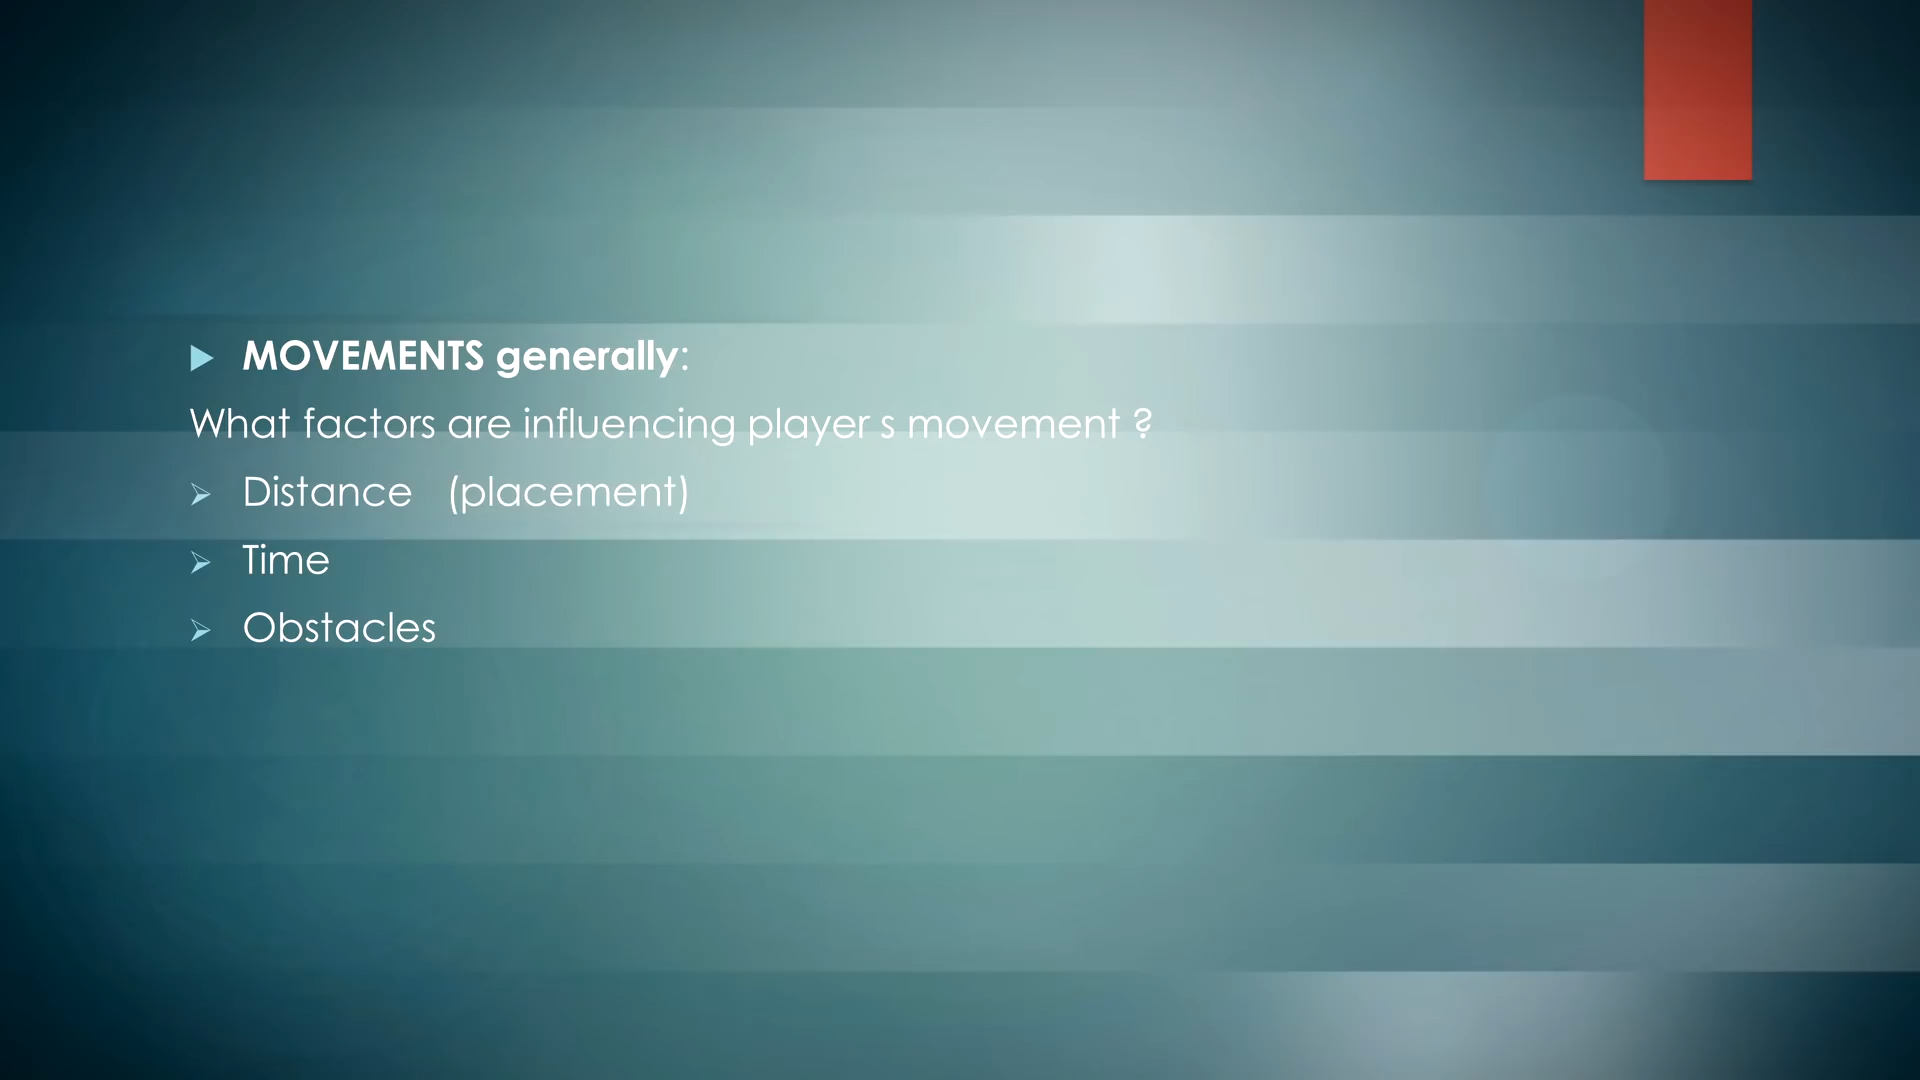 MOVEMENTS generally:
What factors are influencing player s movement ?
Distance   (placement)
Time
Obstacles